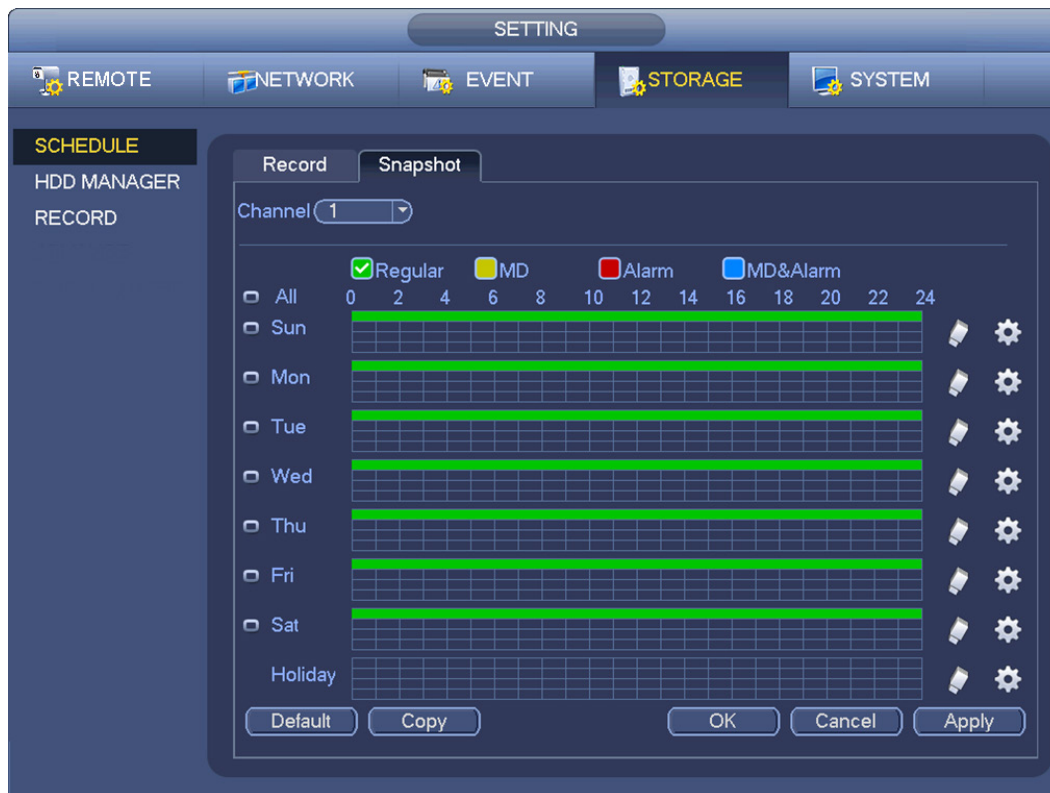 SETTING
REMOTE NETWORK EVENT STORAGE SYSTEM
SCHEDULE
HDD MANAGER
RECORD
Record Snapshot
Channel 1
Regular MD Alarm MD&Alarm
All 0 2 4 6 8 10 12 14 16 18 20 22 24
Sun
Mon
Tue
Wed
Thu
Fri
Sat
Holiday
Default Copy OK Cancel Apply